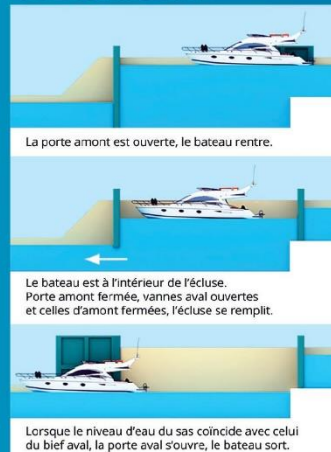 La porte amont est ouverte, le bateau rentre.
Le bateau est à l'intérieur de l'écluse.
Porte amont fermée, vannes aval ouvertes
et celles d'amont fermées, l'écluse se remplit.
Lorsque le niveau d'eau du sas coïncide avec celui
du bief aval, la porte aval s'ouvre, le bateau sort.